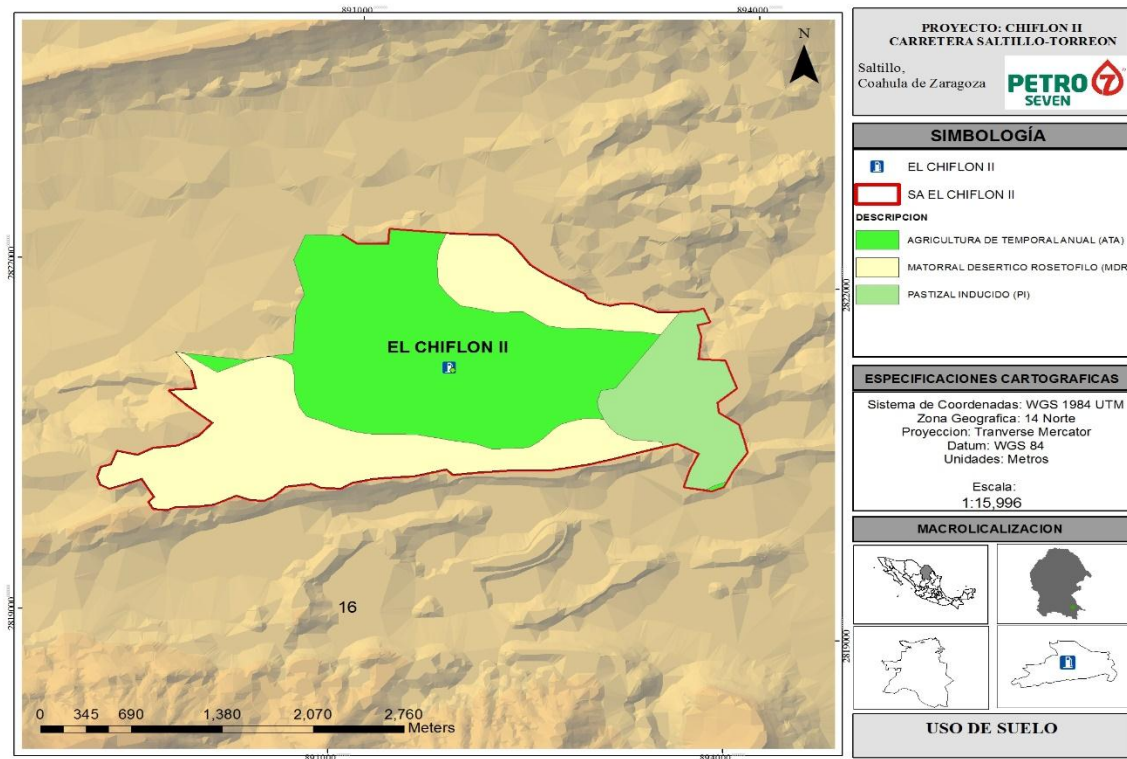 891000
894000
2822000
2819000
N
EL CHIFLON II
16
0 345 690 1,380 2,070 2,760
Meters
2822000
2819000
891000
894000
PROYECTO: CHIFLON II
CARRETERA SALTILLO-TORREON
Saltillo,
Coahula de Zaragoza
PETRO 7
SEVEN
SIMBOLOGÍA
EL CHIFLON II
SA EL CHIFLON II
DESCRIPCION
AGRICULTURA DE TEMPORAL ANUAL (ATA)
MATORRAL DESERTICO ROSETOFILO (MDR
PASTIZAL INDUCIDO (PI)
ESPECIFICACIONES CARTOGRAFICAS
Sistema de Coordenadas: WGS 1984 UTM
Zona Geografica: 14 Norte
Proyeccion: Tranverse Mercator
Datum: WGS 84
Unidades: Metros
Escala:
1:15,996
MACROLICALIZACION
USO DE SUELO